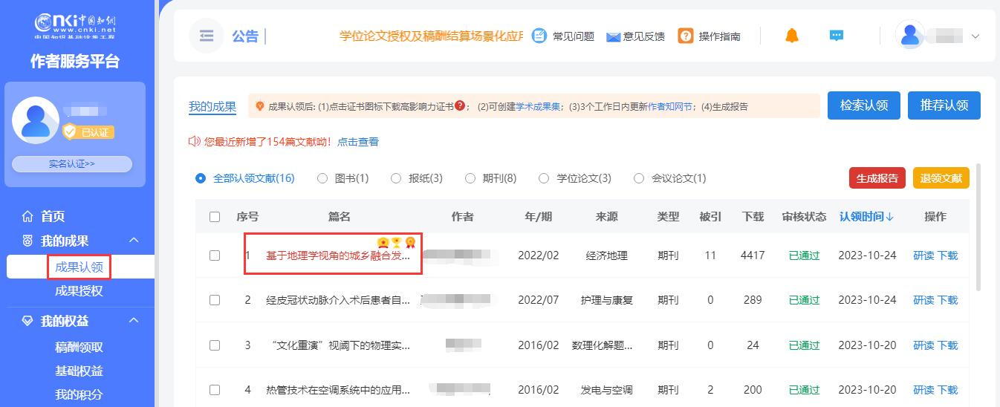 cnki中国知网
www.cnki.net
中国知识基础设施工程
作者服务平台
已认证
实名认证>>
首页
我的成果
成果认领
成果授权
我的权益
稿酬领取
基础权益
我的积分
公告
学位论文授权及稿酬结算场景化应用
常见问题
意见反馈
操作指南
我的成果
成果认领后: (1)点击证书图标下载高影响力证书?; (2)可创建学术成果集; (3)3个工作日内更新作者知网节; (4)生成报告
检索认领
推荐认领
您最近新增了154篇文献呦! 点击查看
全部认领文献(16) 图书(1) 报纸(3) 期刊(8) 学位论文(3) 会议论文(1)
生成报告 退领文献
序号 篇名 作者 年/期 来源 类型 被引 下载 审核状态 认领时间↓ 操作
1 基于地理学视角的城乡融合发... 2022/02 经济地理 期刊 11 4417 已通过 2023-10-24 研读 下载
2 经皮冠状动脉介入术后患者自... 2022/07 护理与康复 期刊 0 289 已通过 2023-10-24 研读 下载
3 “文化重演”视阈下的物理实... 2016/02 数理化解题... 期刊 0 24 已通过 2023-10-20 研读 下载
4 热管技术在空调系统中的应用... 2016/02 发电与空调 期刊 2 200 已通过 2023-10-20 研读 下载